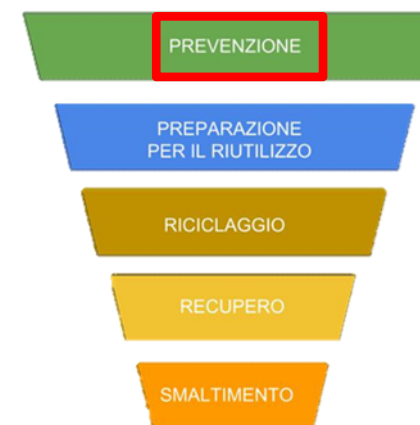 PREVENZIONE
PREPARAZIONE
PER IL RIUTILIZZO
RICICLAGGIO
RECUPERO
SMALTIMENTO